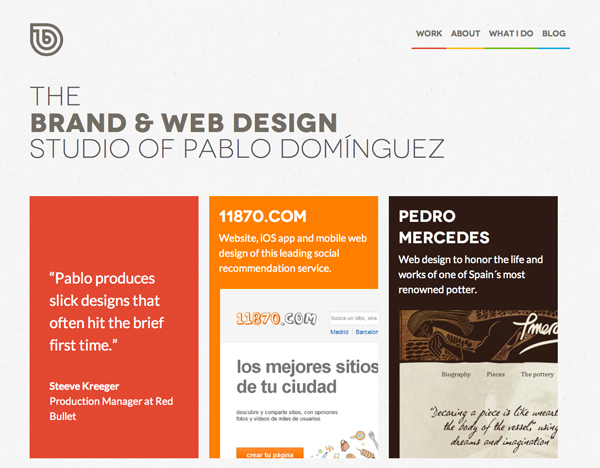 WORK ABOUT WHAT I DO BLOG
THE
BRAND & WEB DESIGN
STUDIO OF PABLO DOMÍNGUEZ
“Pablo produces
slick designs that
often hit the brief
first time.”
Steeve Kreeger
Production Manager at Red
Bullet
11870.COM
Website, iOS app and mobile web
design of this leading social
recommendation service.
11870.COM
busca un sitio, una
Madrid Barcelon
los mejores sitios
de tu ciudad
descubre y comparte sitios, con opiniones
fotos y vídeos de miles de usuarios
crear tu página
PEDRO
MERCEDES
Web design to honor the life and
works of one of Spain´s most
renowned potter.
Biography Pieces The pottery
“Decorating a piece is like
the body of the vessel,” using
dreams and imagination